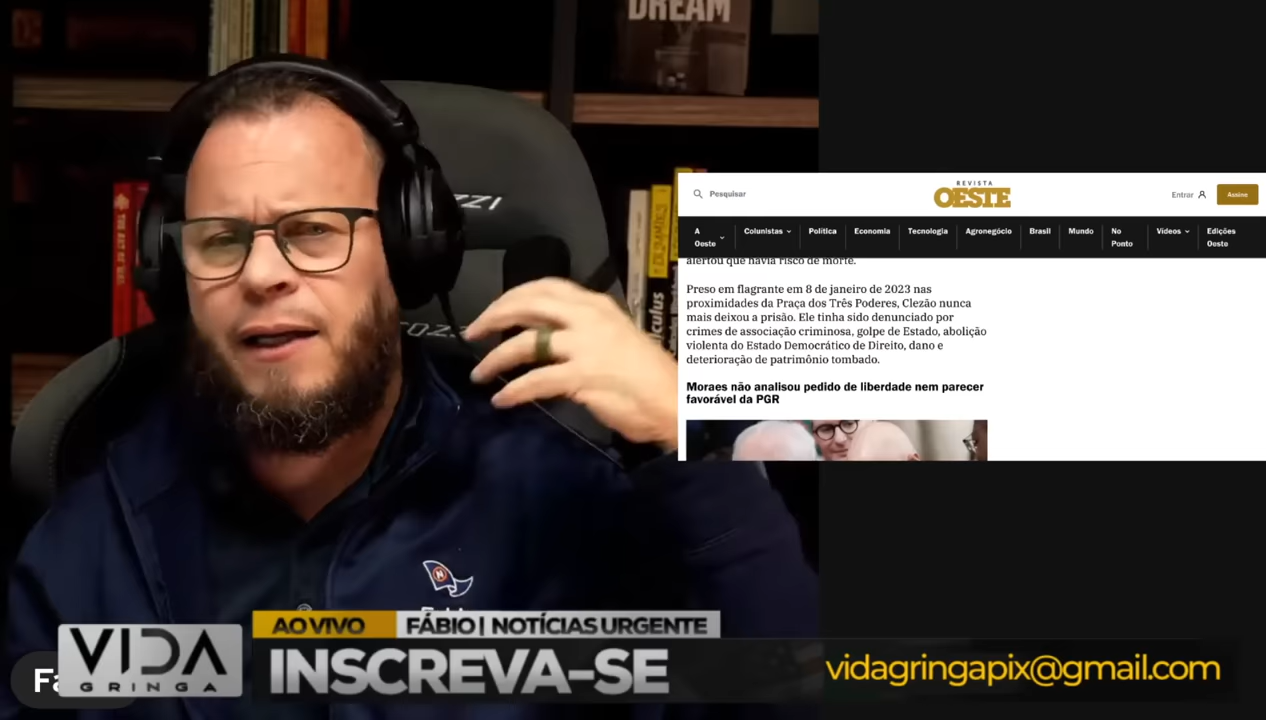 DREAM
Pesquisar
REVISTA
OESTE
Entrar
Assine
A Oeste
Colunistas
Política
Economia
Tecnologia
Agronegócio
Brasil
Mundo
No Ponto
Vídeos
Edições Oeste
alertou que havia risco de morte.
Preso em flagrante em 8 de janeiro de 2023 nas
proximidades da Praça dos Três Poderes, Clezão nunca
mais deixou a prisão. Ele tinha sido denunciado por
crimes de associação criminosa, golpe de Estado, abolição
violenta do Estado Democrático de Direito, dano e
deterioração de patrimônio tombado.
Moraes não analisou pedido de liberdade nem parecer
favorável da PGR
N
AO VIVO
FÁBIO | NOTÍCIAS URGENTE
VIDA
GRINGA
INSCREVA-SE
vidagringapix@gmail.com